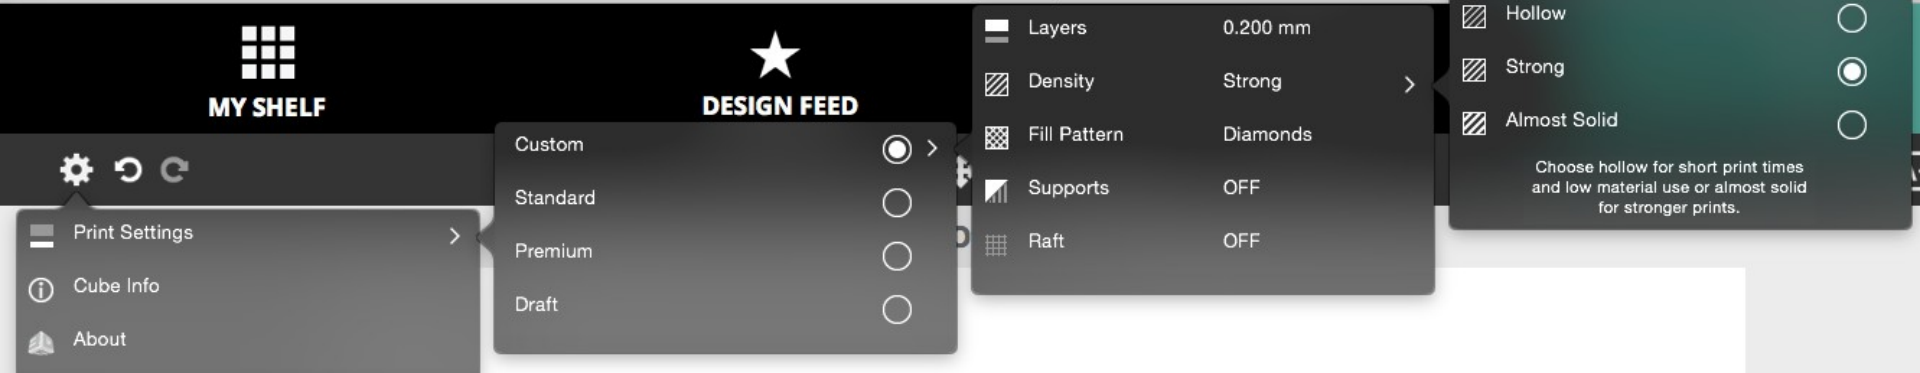 MY SHELF
DESIGN FEED
Print Settings
Cube Info
About
Custom
Standard
Premium
Draft
Layers 0.200 mm
Density Strong
Fill Pattern Diamonds
Supports OFF
Raft OFF
Hollow
Strong
Almost Solid
Choose hollow for short print times
and low material use or almost solid
for stronger prints.